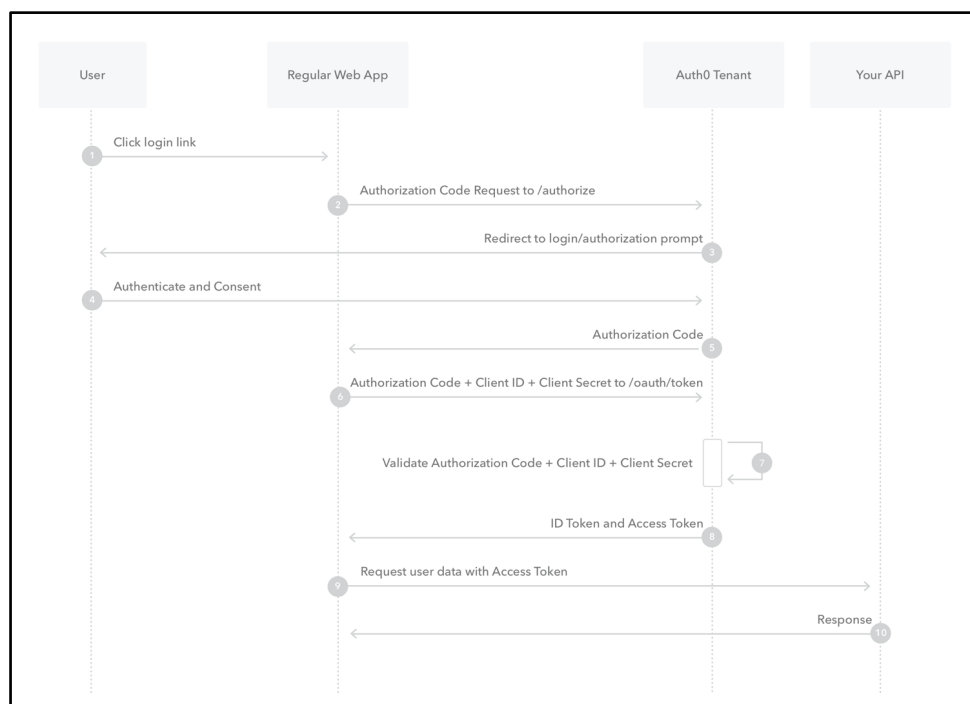 User
Regular Web App
Auth0 Tenant
Your API
Click login link
1
Authorization Code Request to /authorize
2
Redirect to login/authorization prompt
3
Authenticate and Consent
4
Authorization Code
5
Authorization Code + Client ID + Client Secret to /oauth/token
6
Validate Authorization Code + Client ID + Client Secret
7
ID Token and Access Token
8
Request user data with Access Token
9
Response
10